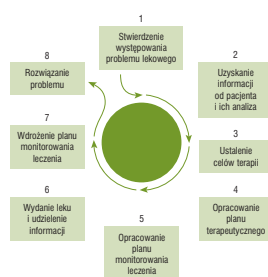 1
Stwierdzenie
występowania
problemu lekowego
2
Uzyskanie
informacji
od pacjenta
i ich analiza
3
Ustalenie
celów terapii
4
Opracowanie
planu
terapeutycznego
5
Opracowanie
planu
monitorowania
leczenia
6
Wydanie leku
i udzielenie
informacji
7
Wdrożenie planu
monitorowania
leczenia
8
Rozwiązanie
problemu